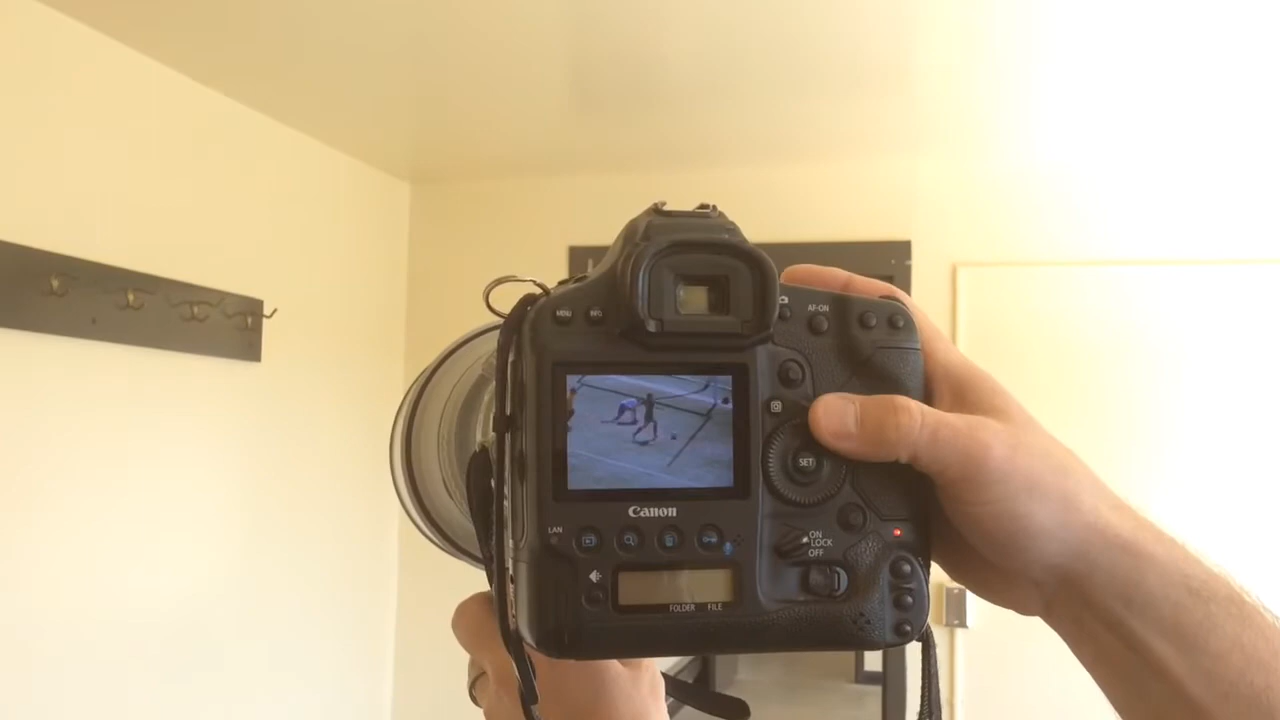 MENU INFO
AF-ON
SET
Canon
LAN
ON
LOCK
OFF
FOLDER FILE